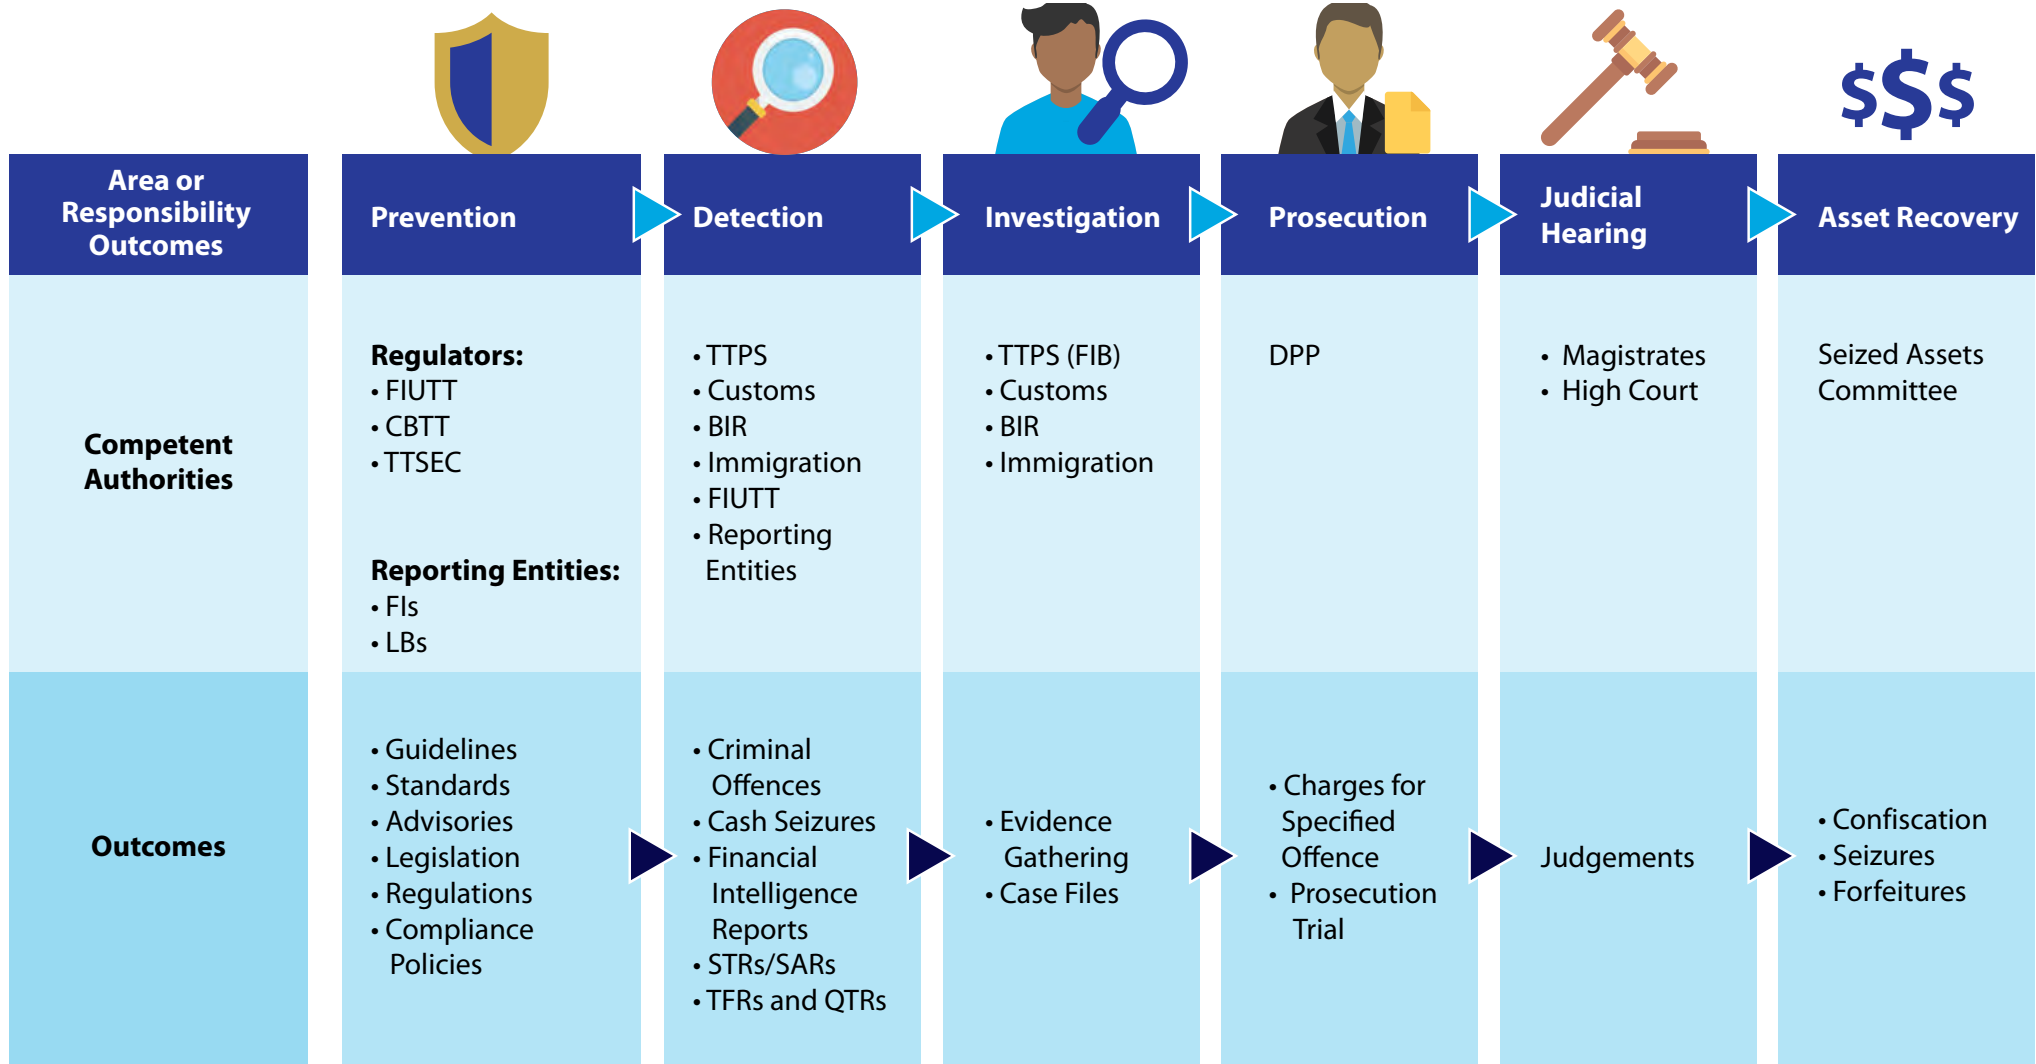 $$$
Area or
Responsibility
Outcomes
Prevention
Detection
Investigation
Prosecution
Judicial
Hearing
Asset Recovery
Competent
Authorities
Regulators:
• FIUTT
• CBTT
• TTSEC
Reporting Entities:
• FIs
• LBs
• TTPS
• Customs
• BIR
• Immigration
• FIUTT
• Reporting
Entities
• TTPS (FIB)
• Customs
• BIR
• Immigration
DPP
• Magistrates
• High Court
Seized Assets
Committee
Outcomes
• Guidelines
• Standards
• Advisories
• Legislation
• Regulations
• Compliance
Policies
• Criminal
Offences
• Cash Seizures
• Financial
Intelligence
Reports
• STRs/SARs
• TFRs and QTRs
• Evidence
Gathering
• Case Files
• Charges for
Specified
Offence
• Prosecution
Trial
Judgements
• Confiscation
• Seizures
• Forfeitures